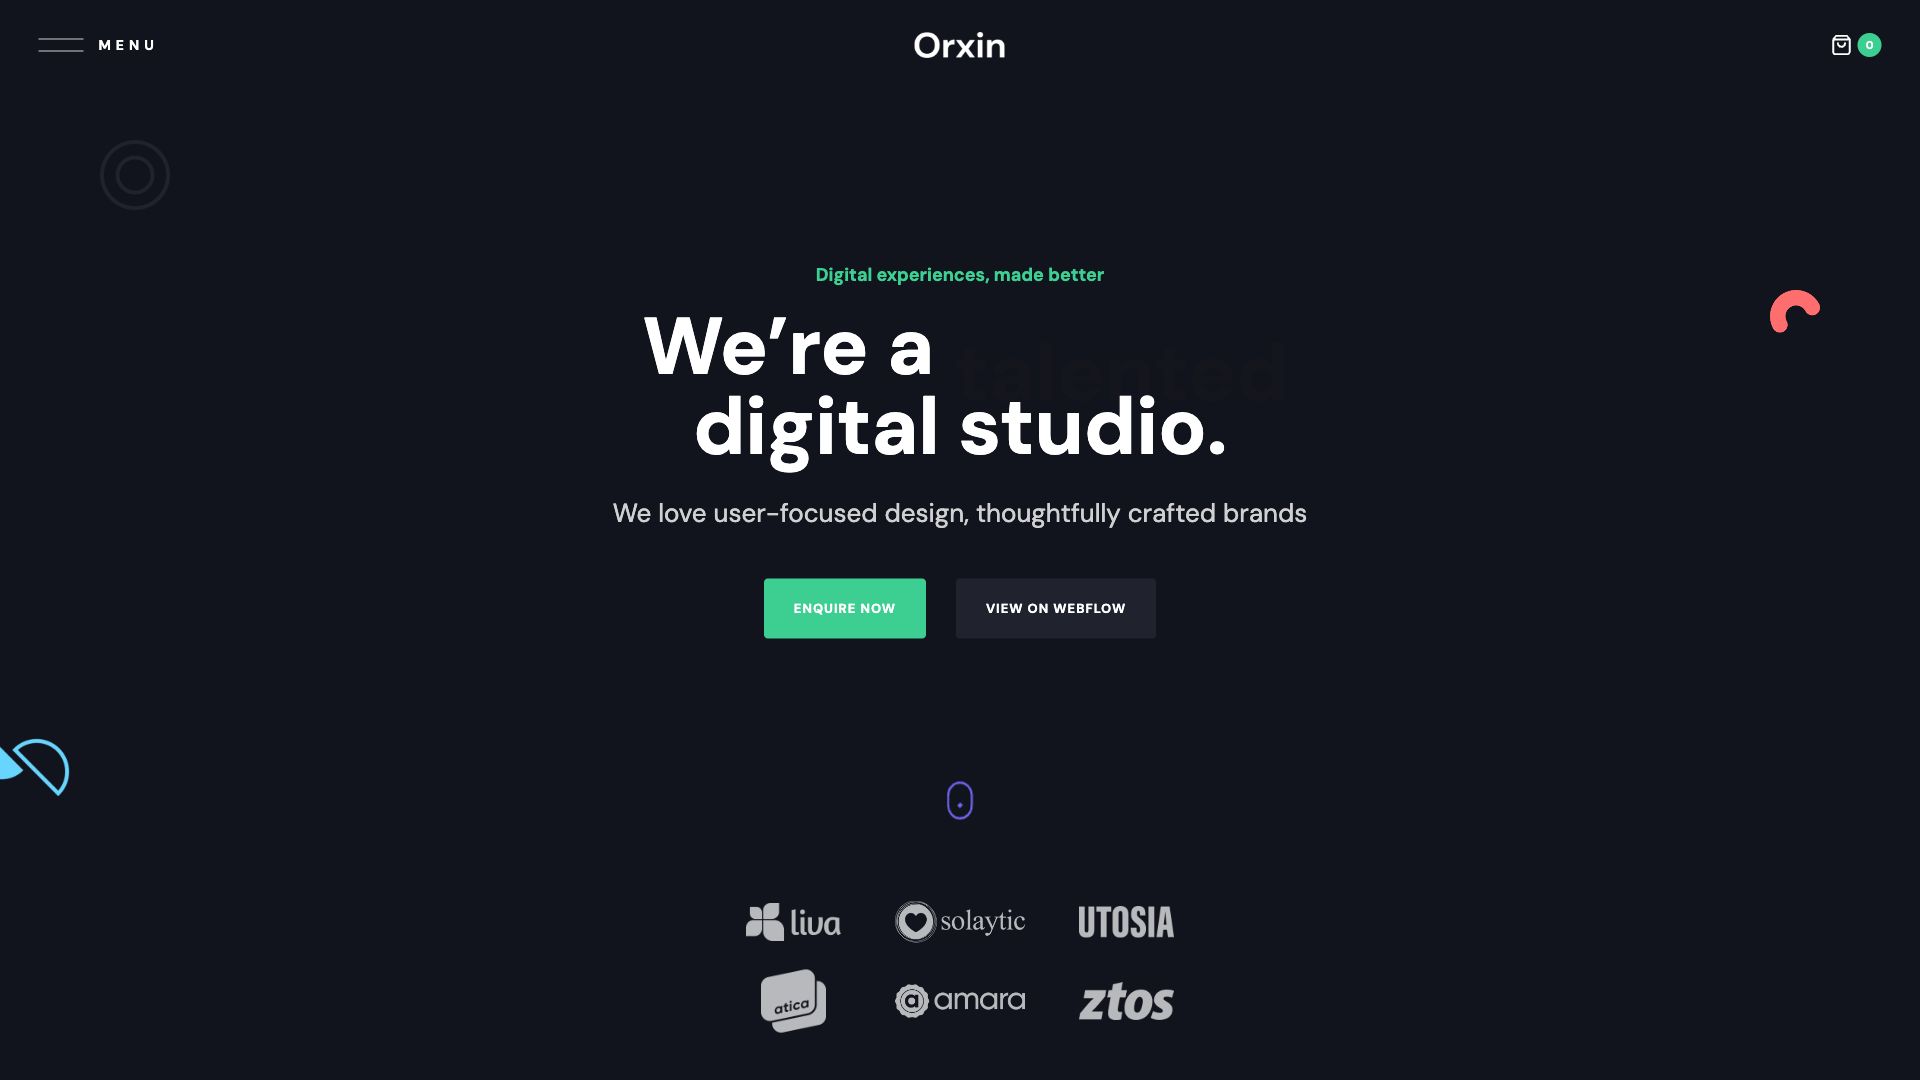 MENU
Orxin
0
Digital experiences, made better
We’re a talented
digital studio.
We love user-focused design, thoughtfully crafted brands
ENQUIRE NOW
VIEW ON WEBFLOW
liva
solaytic
UTOSIA
atica
amara
ztos